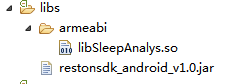 libs
armeabi
libSleepAnalys.so
restonsdk_android_v1.0.jar